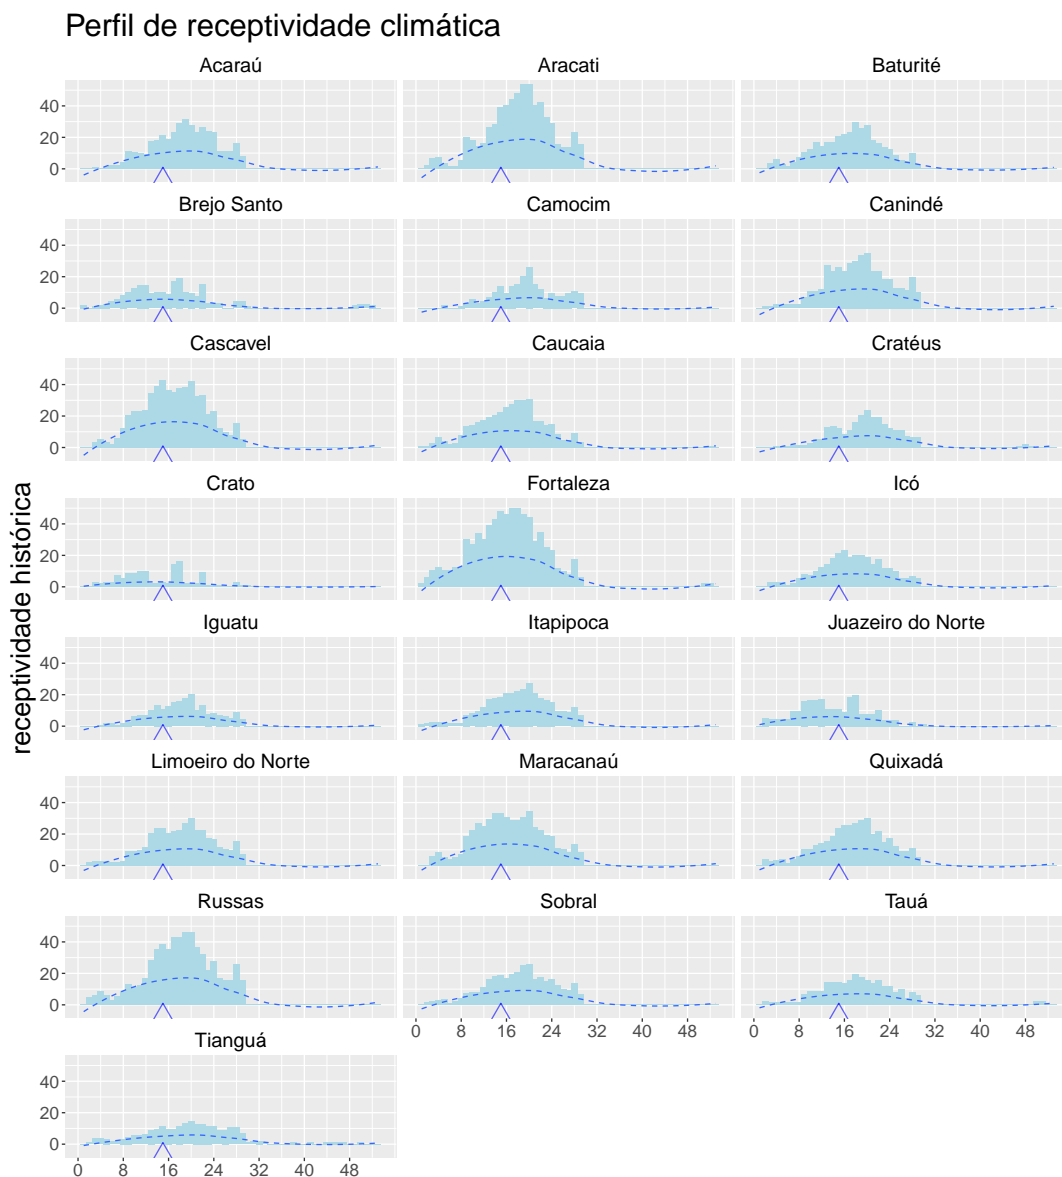 Perfil de receptividade climática
Acaraú Aracati Baturité
40
20
0
Brejo Santo Camocim Canindé
40
20
0
Cascavel Caucaia Cratéus
40
20
0
Crato Fortaleza Icó
40
20
0
Iguatu Itapipoca Juazeiro do Norte
40
20
0
Limoeiro do Norte Maracanaú Quixadá
40
20
0
Russas Sobral Tauá
40
20
0
0 8 16 24 32 40 48 0 8 16 24 32 40 48
Tianguá
40
20
0
0 8 16 24 32 40 48
receptividade histórica